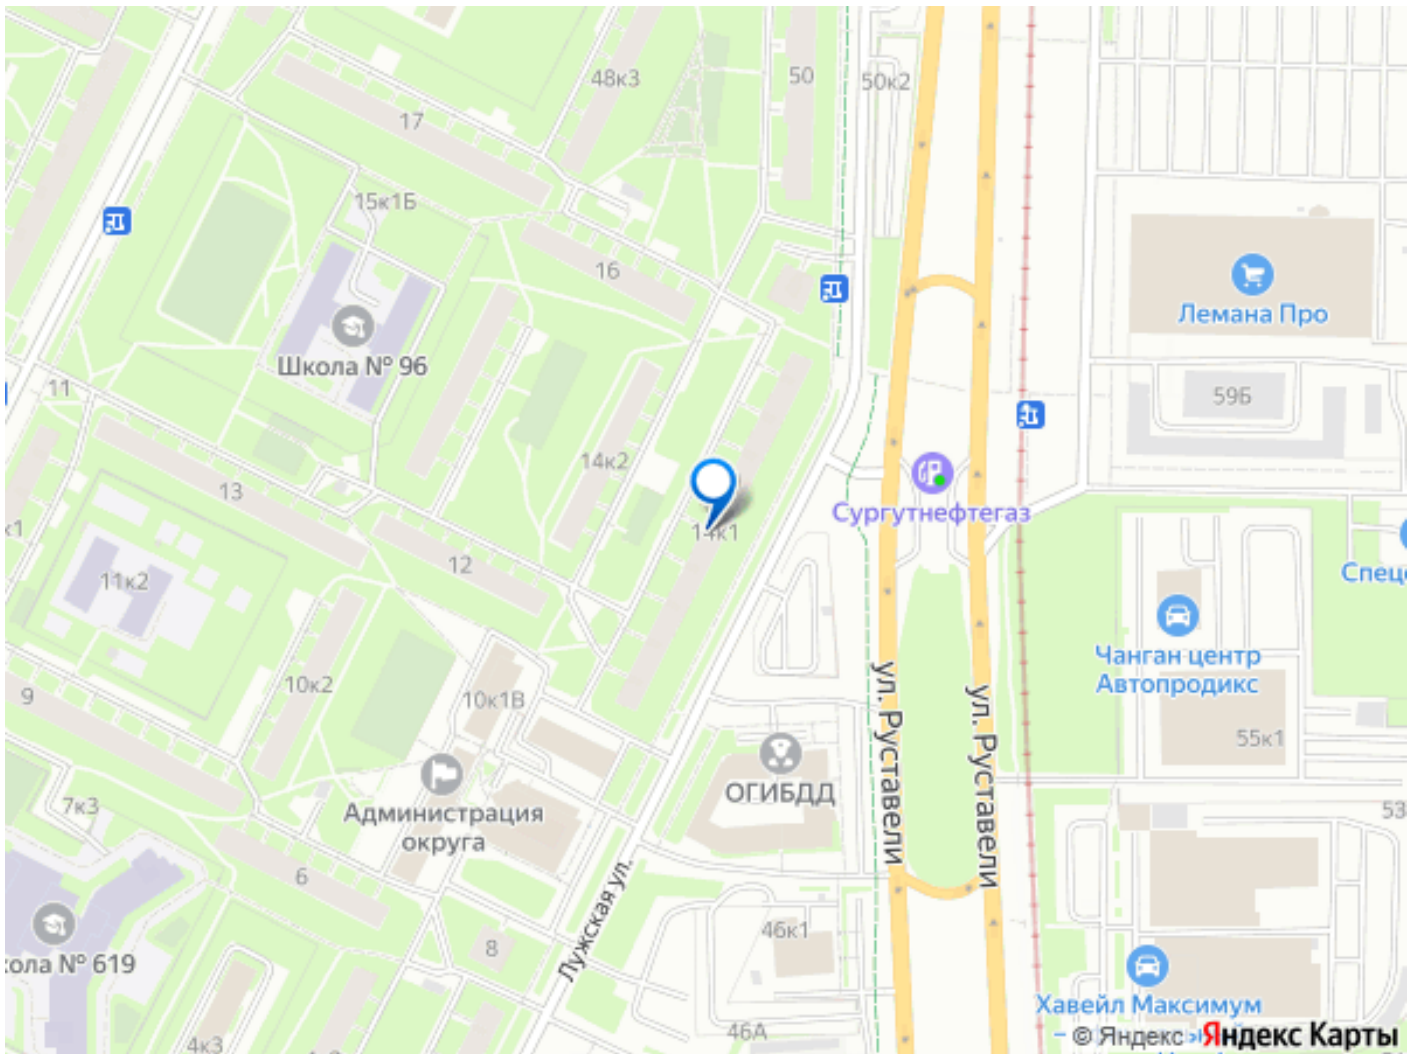 48к3
50
50к2
17
15к1Б
16
Лемана Про
Школа № 96
11
59Б
14к2
13
Сургутнефтегаз
14к1
12
11к2
Спец
Чанган центр
Автопродикс
10к2
9
10к1В
ул. Руставели
ул. Руставели
55к1
ОГИБДД
7к3
Администрация
округа
53
6
Лужская ул.
46к1
8
кола № 619
Хавейл Максимум
46А
4к3
© Яндекс
Яндекс Карты